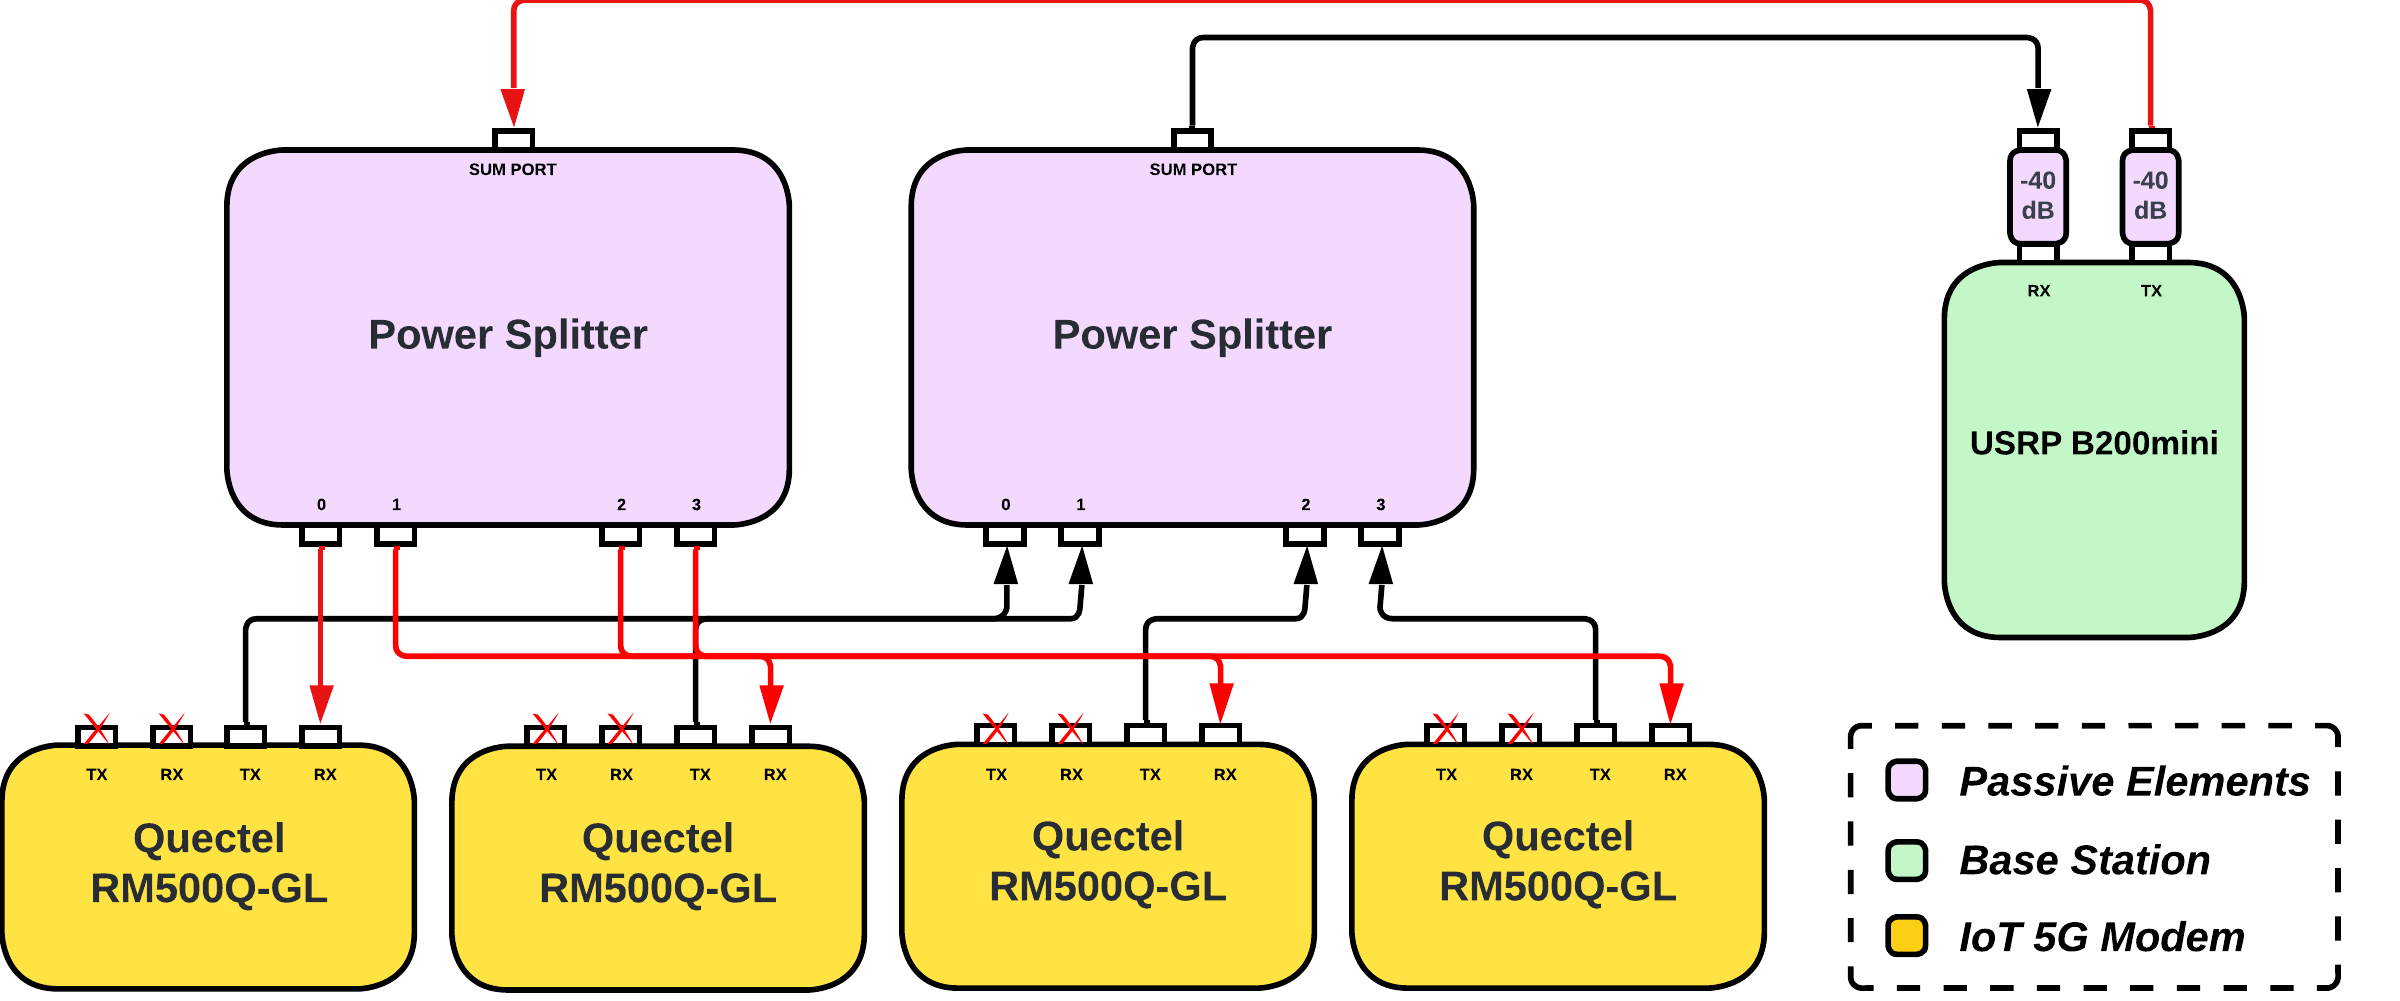 SUM PORT
SUM PORT
-40
dB
-40
dB
RX TX
Power Splitter
Power Splitter
USRP B200mini
0 1 2 3
0 1 2 3
TX RX TX RX
TX RX TX RX
TX RX TX RX
TX RX TX RX
Quectel
RM500Q-GL
Quectel
RM500Q-GL
Quectel
RM500Q-GL
Quectel
RM500Q-GL
Passive Elements
Base Station
IoT 5G Modem